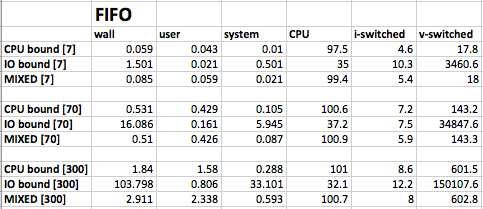 FIFO
wall user system CPU i-switched v-switched
CPU bound [7] 0.059 0.043 0.01 97.5 4.6 17.8
IO bound [7] 1.501 0.021 0.501 35 10.3 3460.6
MIXED [7] 0.085 0.059 0.021 99.4 5.4 18
CPU bound [70] 0.531 0.429 0.105 100.6 7.2 143.2
IO bound [70] 16.086 0.161 5.945 37.2 7.5 34847.6
MIXED [70] 0.51 0.426 0.087 100.9 5.9 143.3
CPU bound [300] 1.84 1.58 0.288 101 8.6 601.5
IO bound [300] 103.798 0.806 33.101 32.1 12.2 150107.6
MIXED [300] 2.911 2.338 0.593 100.7 8 602.8